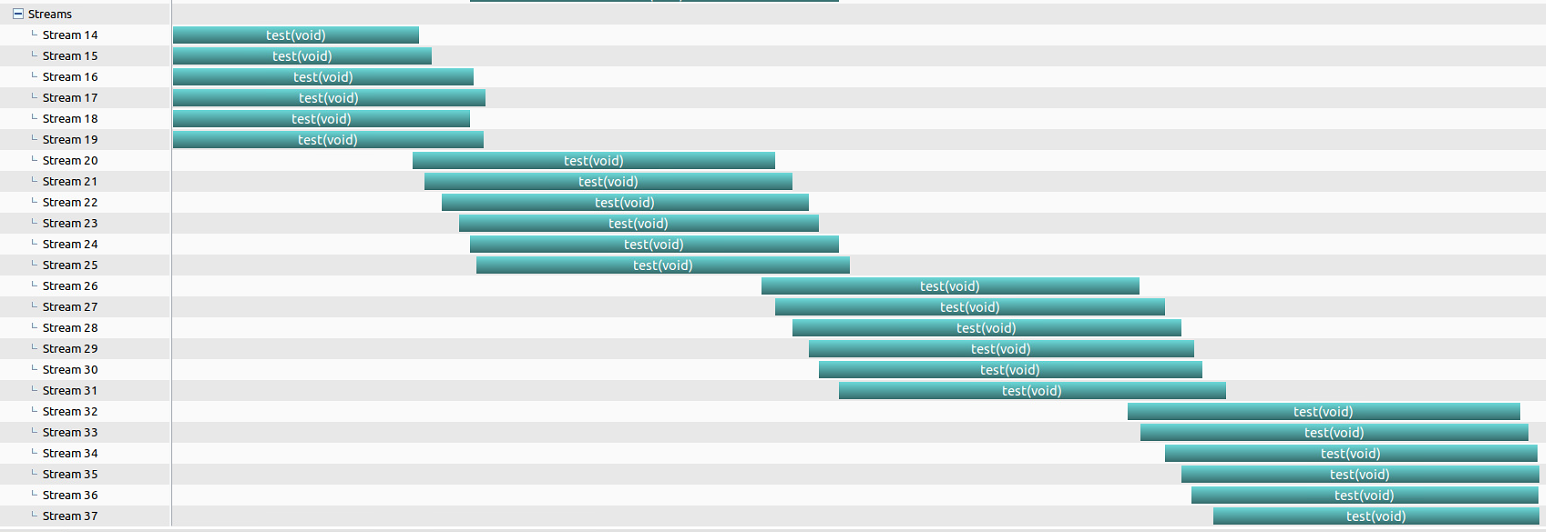 Streams
Stream 14 test(void)
Stream 15 test(void)
Stream 16 test(void)
Stream 17 test(void)
Stream 18 test(void)
Stream 19 test(void)
Stream 20 test(void)
Stream 21 test(void)
Stream 22 test(void)
Stream 23 test(void)
Stream 24 test(void)
Stream 25 test(void)
Stream 26 test(void)
Stream 27 test(void)
Stream 28 test(void)
Stream 29 test(void)
Stream 30 test(void)
Stream 31 test(void)
Stream 32 test(void)
Stream 33 test(void)
Stream 34 test(void)
Stream 35 test(void)
Stream 36 test(void)
Stream 37 test(void)